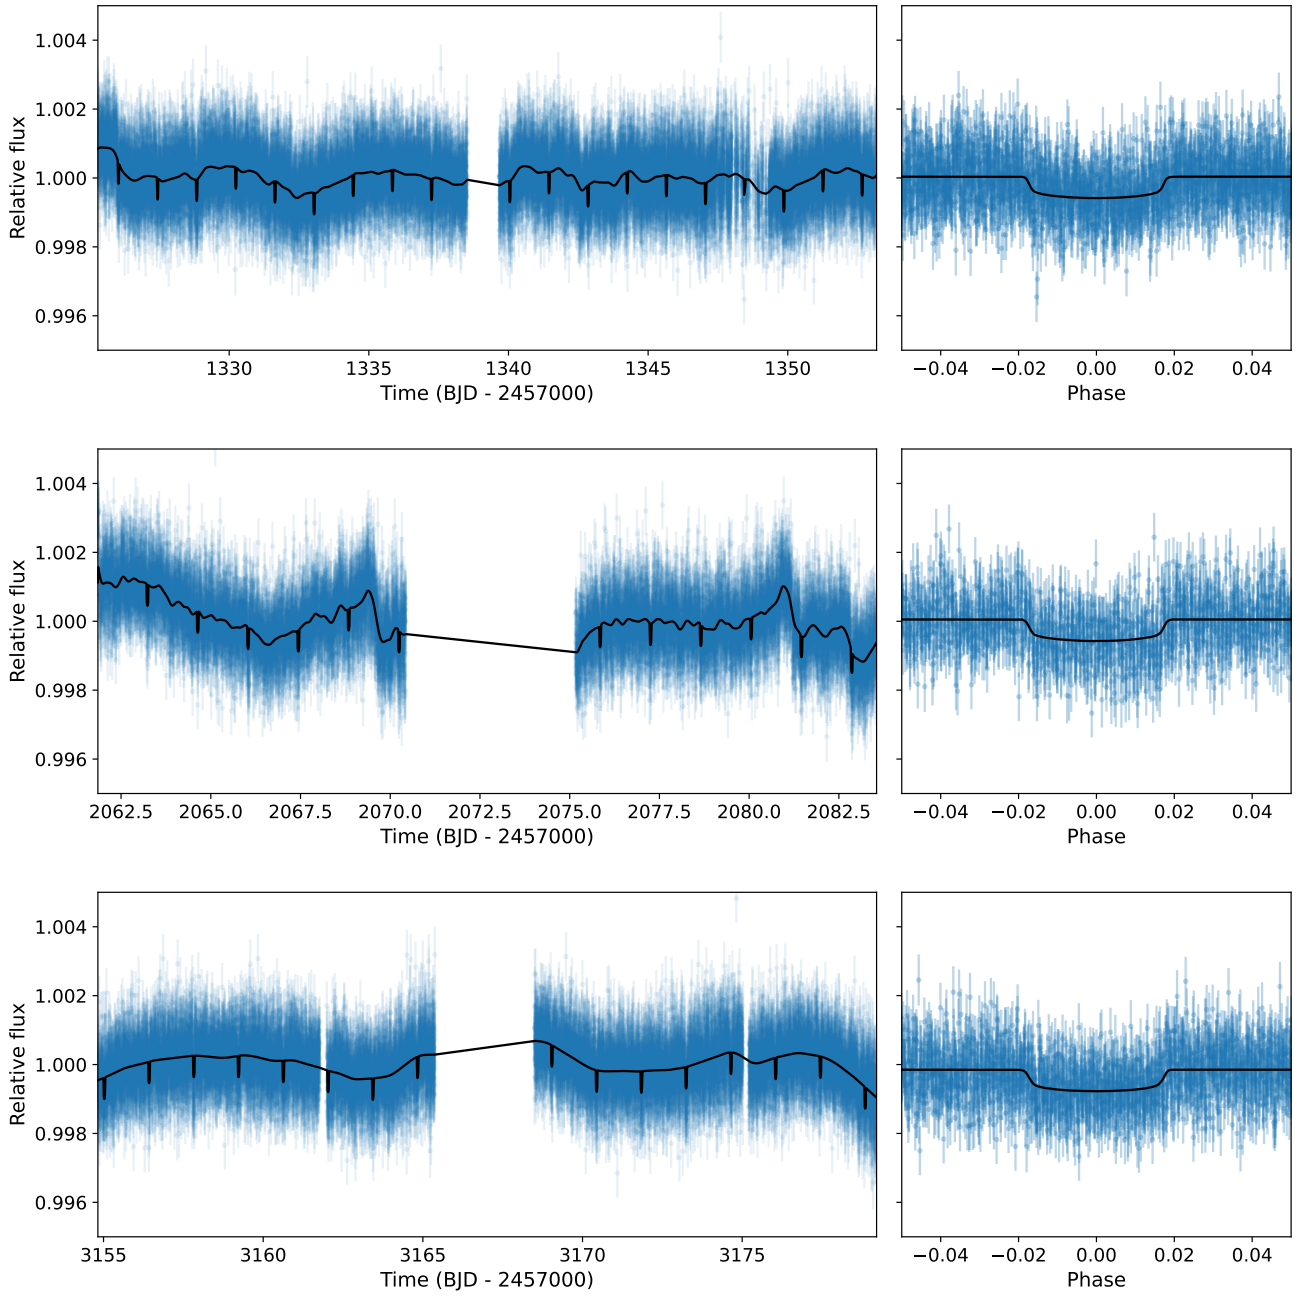 1.004
1.002
1.000
0.998
0.996
Relative flux
1330 1335 1340 1345 1350
Time (BJD - 2457000)
−0.04 −0.02 0.00 0.02 0.04
Phase
1.004
1.002
1.000
0.998
0.996
Relative flux
2062.5 2065.0 2067.5 2070.0 2072.5 2075.0 2077.5 2080.0 2082.5
Time (BJD - 2457000)
−0.04 −0.02 0.00 0.02 0.04
Phase
1.004
1.002
1.000
0.998
0.996
Relative flux
3155 3160 3165 3170 3175
Time (BJD - 2457000)
−0.04 −0.02 0.00 0.02 0.04
Phase